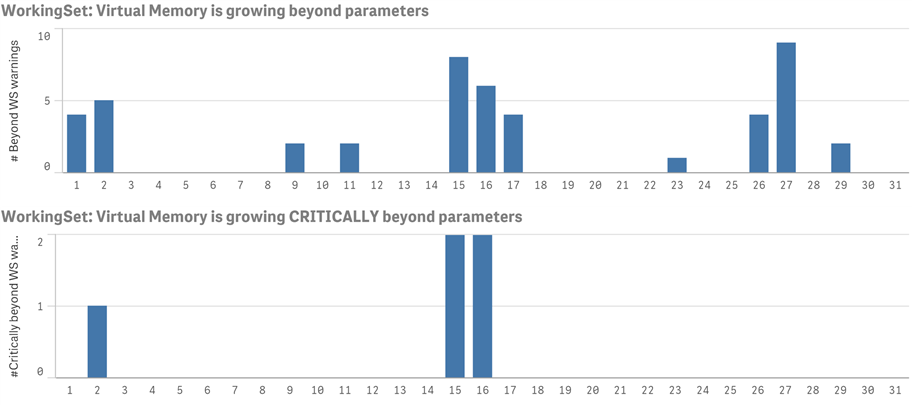 WorkingSet: Virtual Memory is growing beyond parameters
# Beyond WS warnings
10
5
0
1 2 3 4 5 6 7 8 9 10 11 12 13 14 15 16 17 18 19 20 21 22 23 24 25 26 27 28 29 30 31
WorkingSet: Virtual Memory is growing CRITICALLY beyond parameters
#Critically beyond WS wa...
2
1
0
1 2 3 4 5 6 7 8 9 10 11 12 13 14 15 16 17 18 19 20 21 22 23 24 25 26 27 28 29 30 31